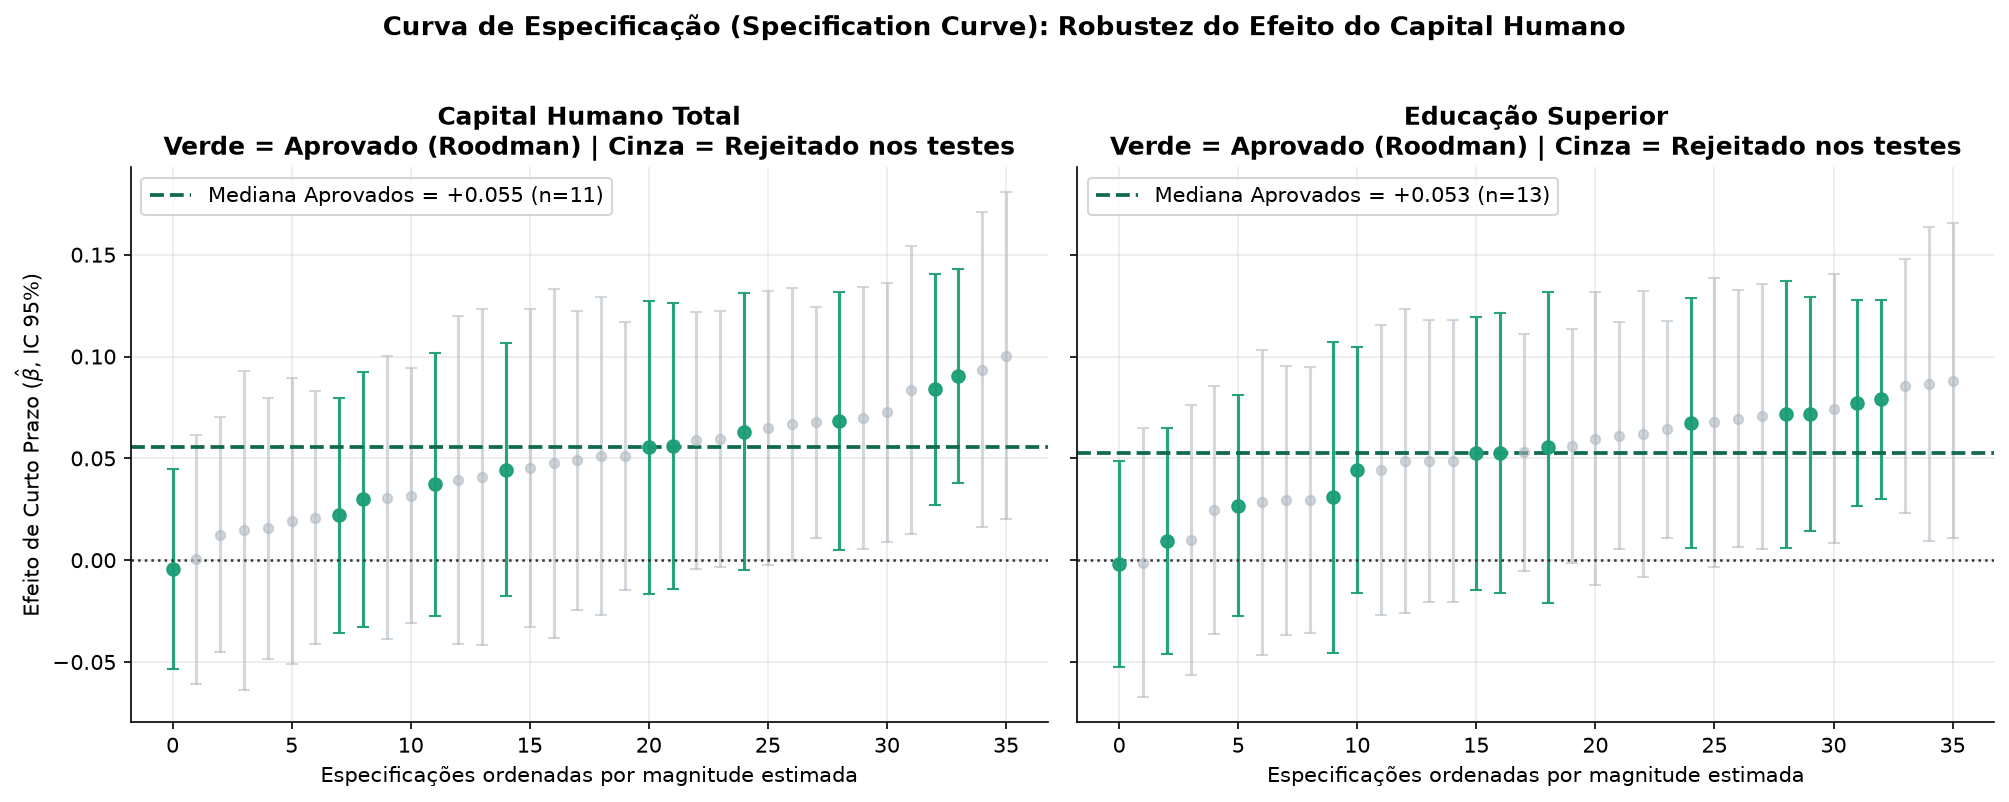 Curva de Especificação (Specification Curve): Robustez do Efeito do Capital Humano
Capital Humano Total
Verde = Aprovado (Roodman) | Cinza = Rejeitado nos testes
Mediana Aprovados = +0.055 (n=11)
0.15
0.10
0.05
0.00
−0.05
Efeito de Curto Prazo (β̂, IC 95%)
0 5 10 15 20 25 30 35
Especificações ordenadas por magnitude estimada
Educação Superior
Verde = Aprovado (Roodman) | Cinza = Rejeitado nos testes
Mediana Aprovados = +0.053 (n=13)
0 5 10 15 20 25 30 35
Especificações ordenadas por magnitude estimada